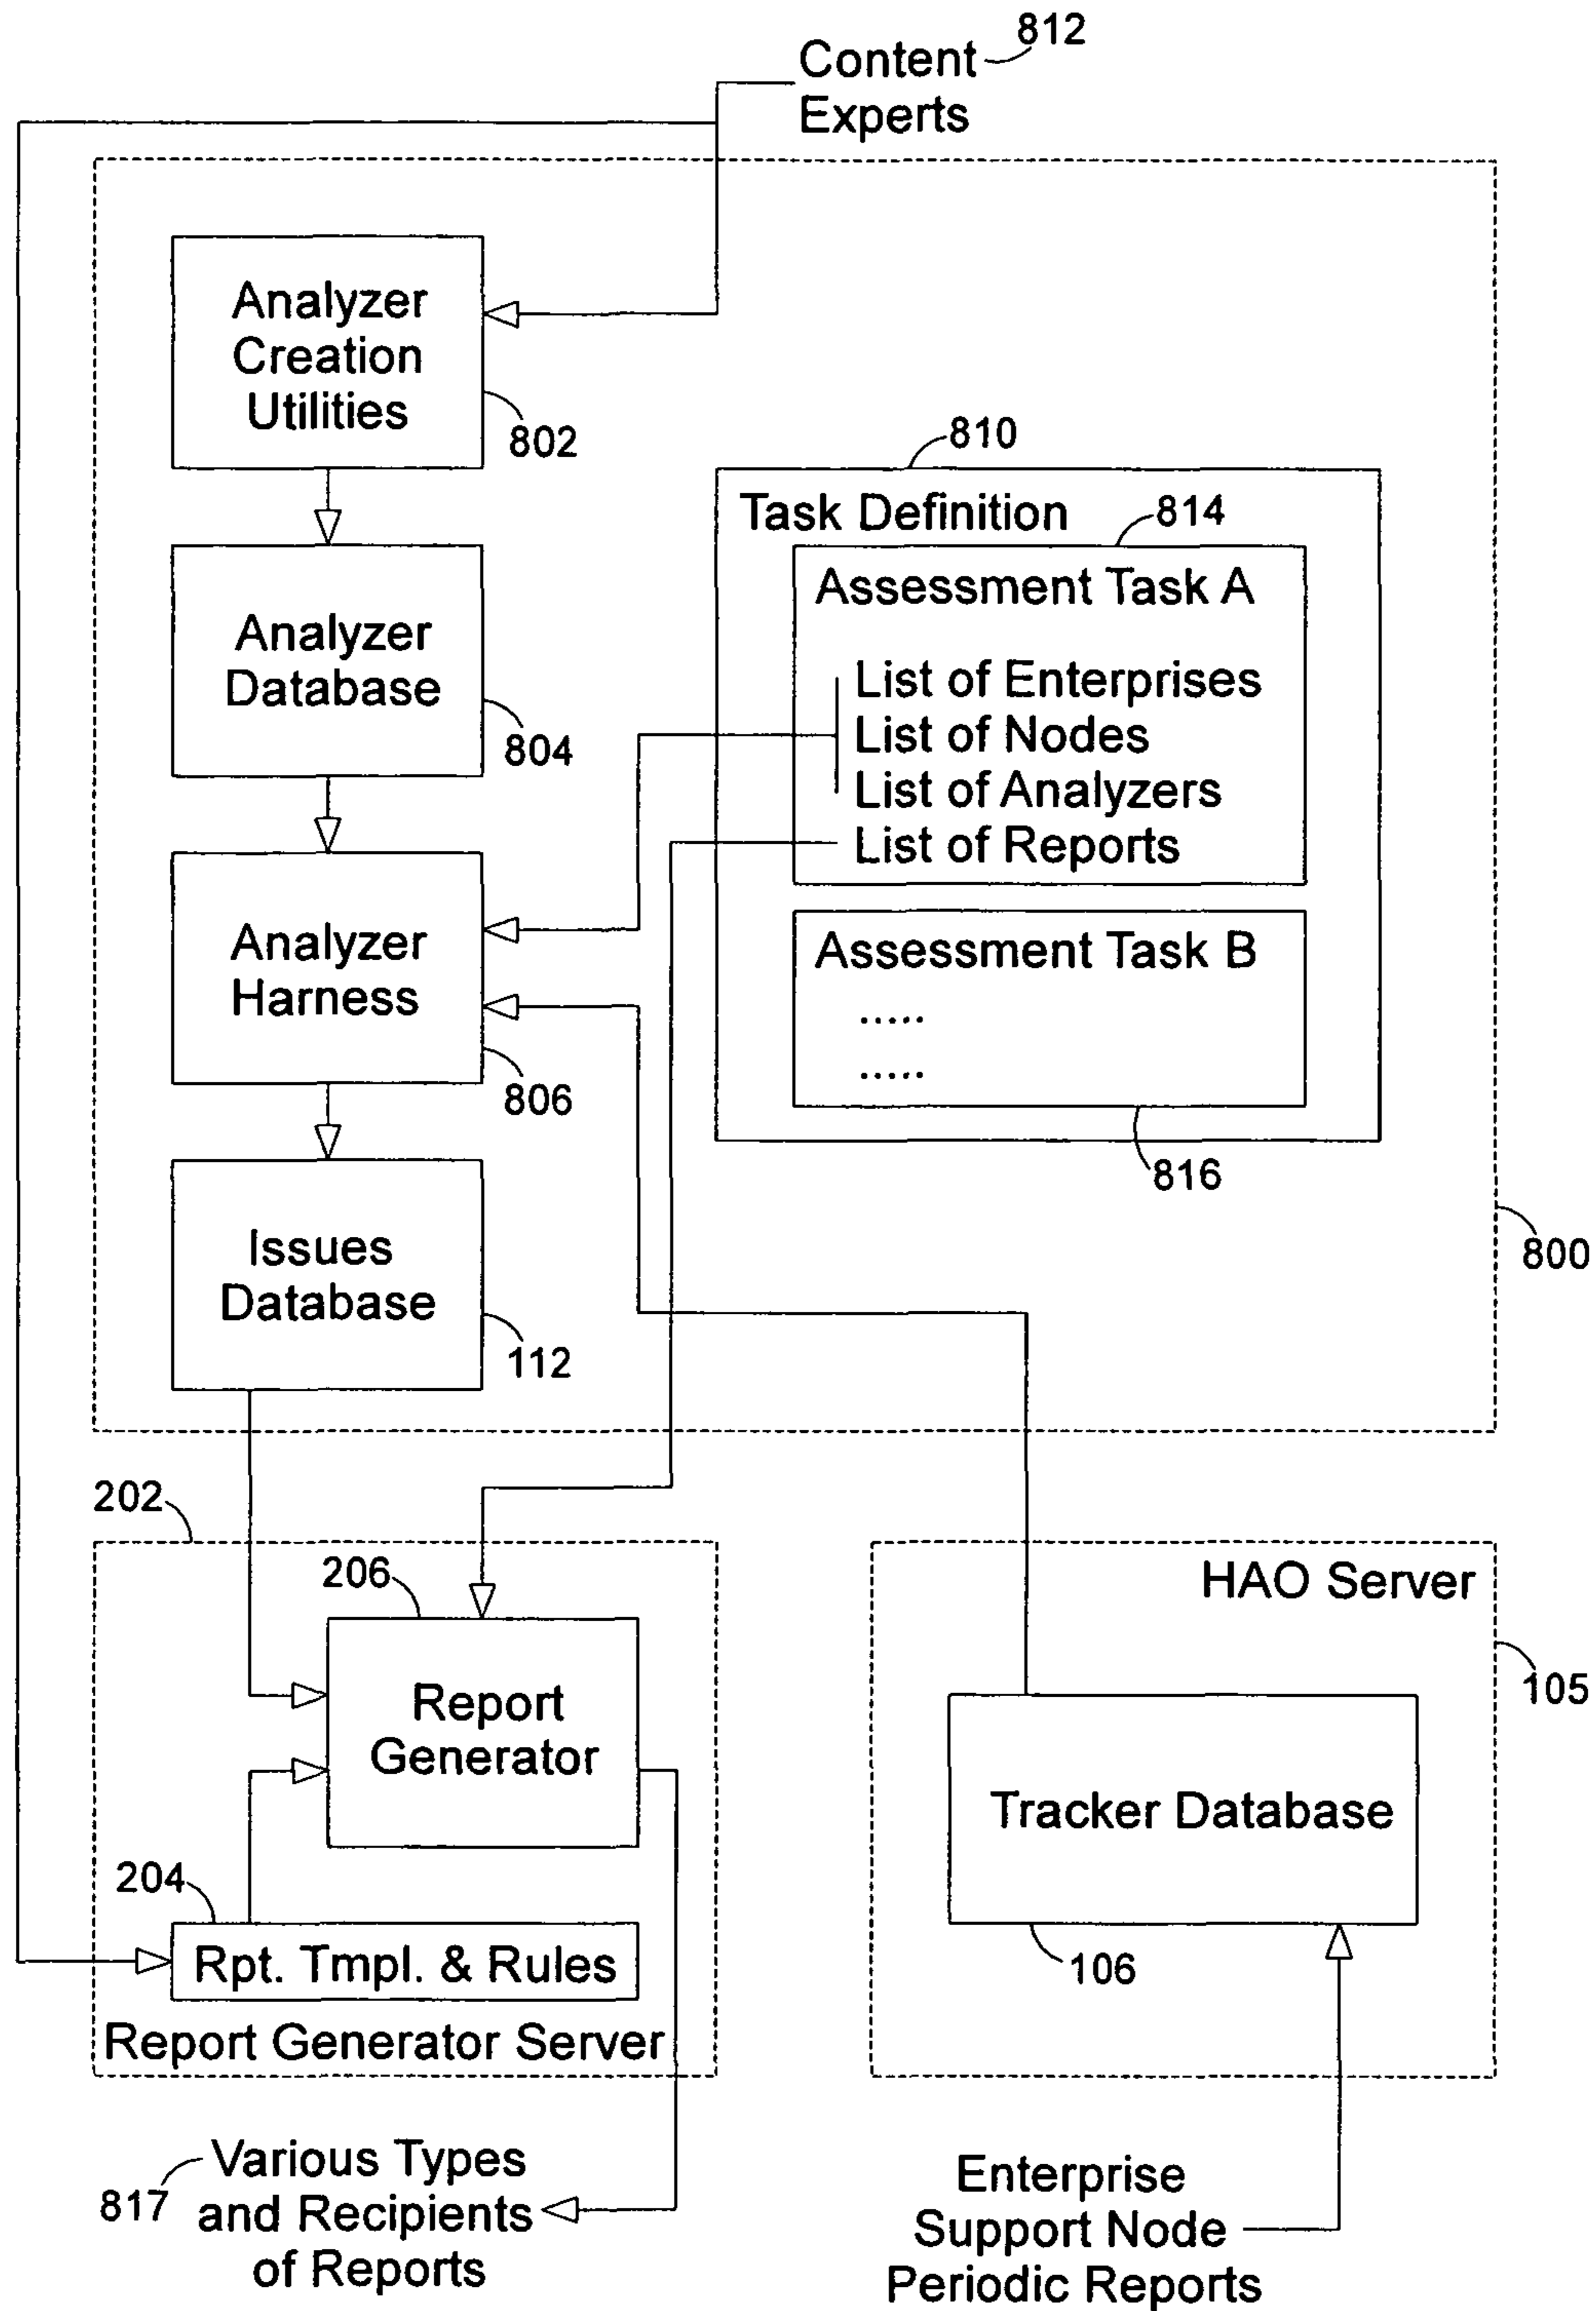 812
Content
Experts
Analyzer
Creation
Utilities
802
810
Task Definition
814
Assessment Task A
List of Enterprises
List of Nodes
List of Analyzers
List of Reports
Analyzer
Database
804
Analyzer
Harness
806
Assessment Task B
.....
.....
816
Issues
Database
112
800
202
206
Report
Generator
204
Rpt. Tmpl. & Rules
Report Generator Server
HAO Server
105
Tracker Database
106
817
Various Types
and Recipients
of Reports
Enterprise
Support Node
Periodic Reports